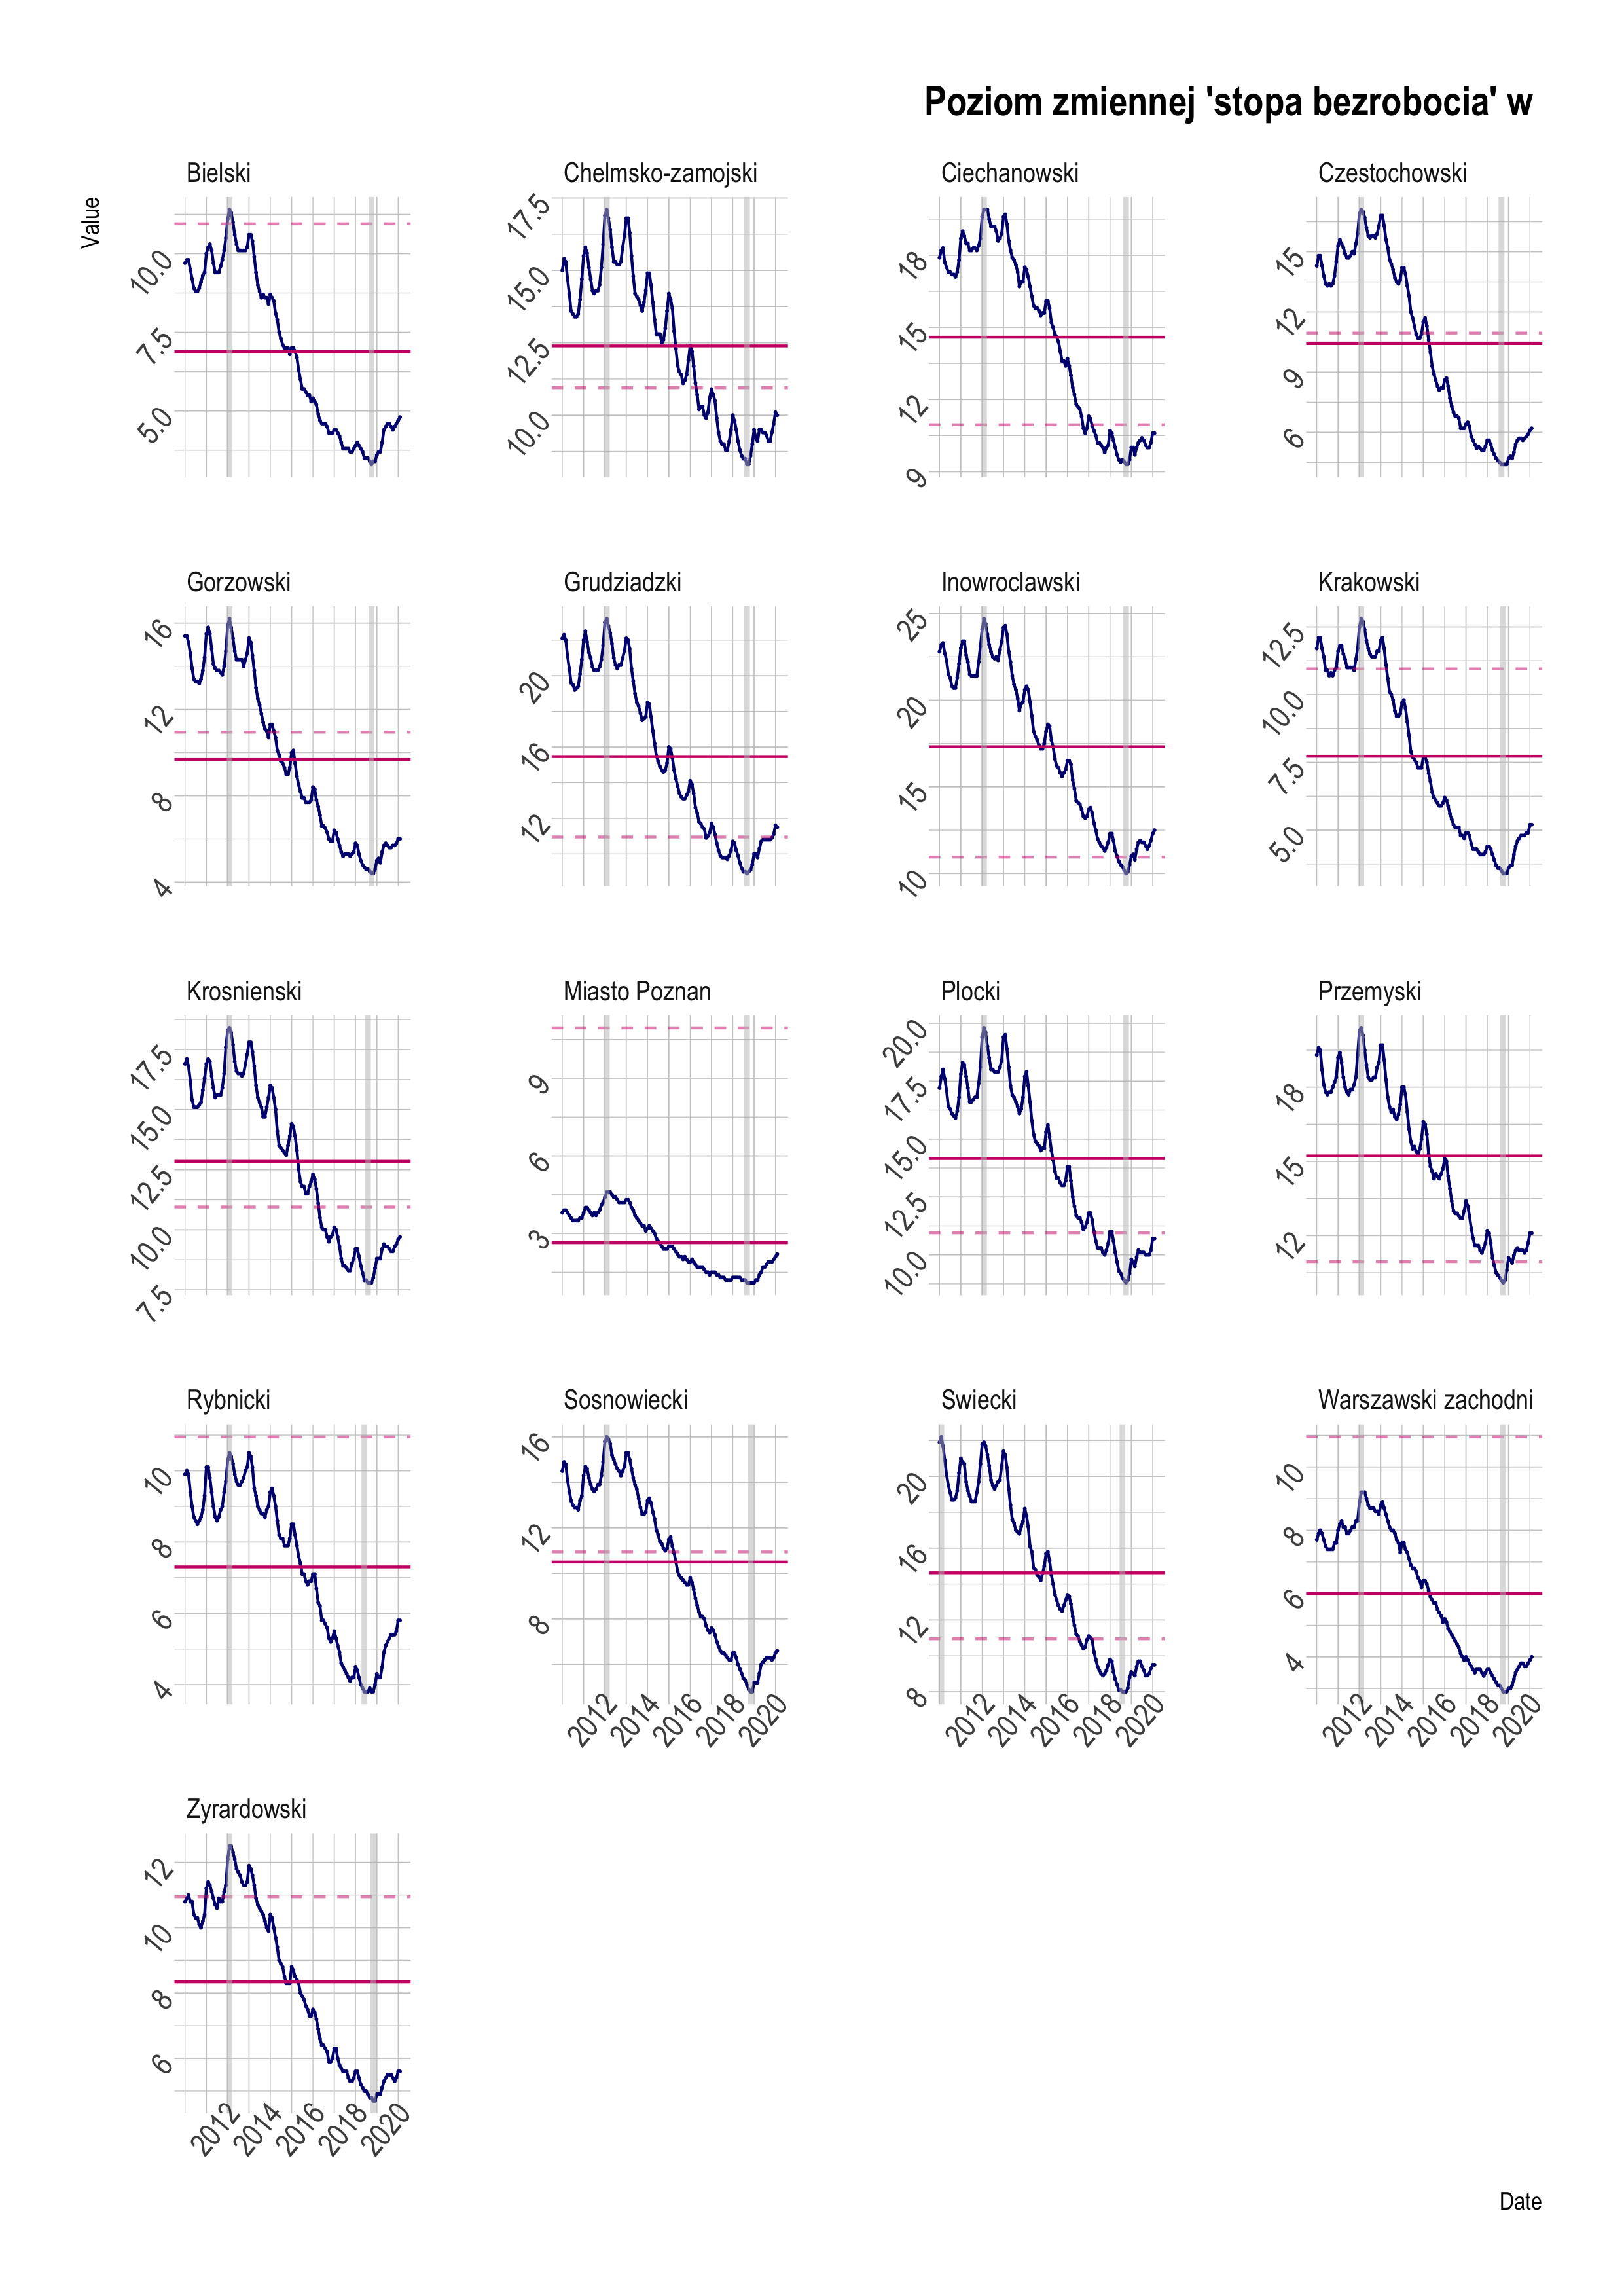 Poziom zmiennej 'stopa bezrobocia' w
Value
Bielski
10.0
7.5
5.0
Chelmsko-zamojski
17.5
15.0
12.5
10.0
Ciechanowski
18
15
12
9
Czestochowski
15
12
9
6
Gorzowski
16
12
8
4
Grudziadzki
20
16
12
Inowroclawski
25
20
15
10
Krakowski
12.5
10.0
7.5
5.0
Krosnienski
17.5
15.0
12.5
10.0
7.5
Miasto Poznan
9
6
3
Plocki
20.0
17.5
15.0
12.5
10.0
Przemyski
18
15
12
Rybnicki
10
8
6
4
Sosnowiecki
16
12
8
2012 2014 2016 2018 2020
Swiecki
20
16
12
8
2012 2014 2016 2018 2020
Warszawski zachodni
10
8
6
4
2012 2014 2016 2018 2020
Zyrardowski
12
10
8
6
2012 2014 2016 2018 2020
Date